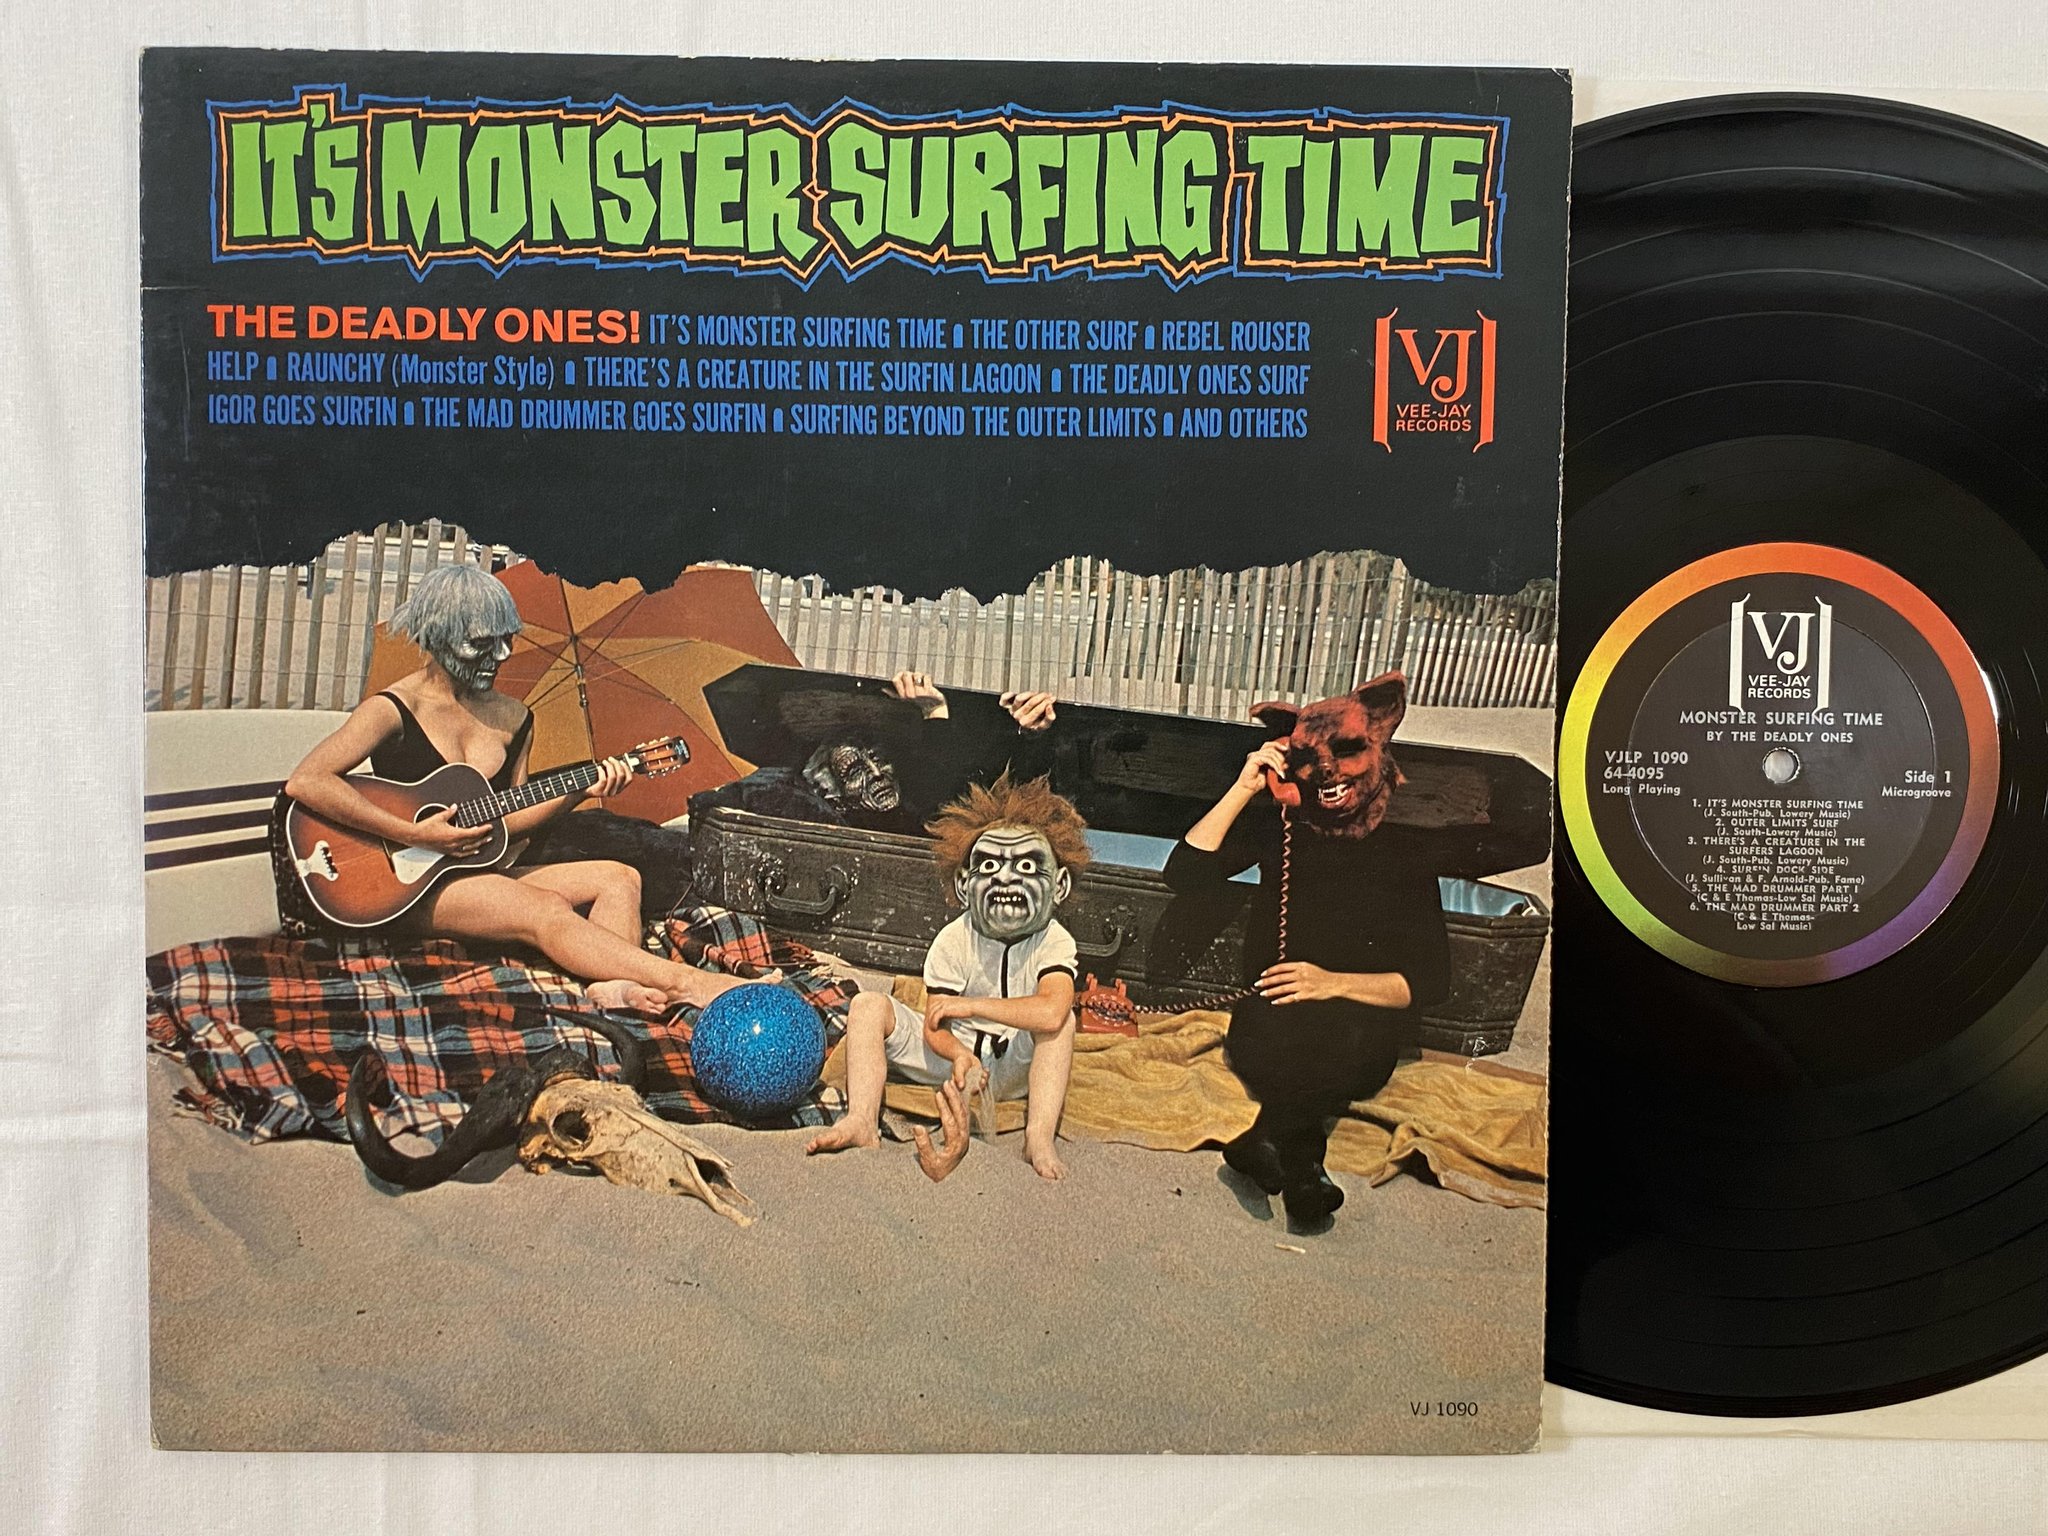 IT'S MONSTER SURFING TIME
THE DEADLY ONES! IT'S MONSTER SURFING TIME THE OTHER SURF REBEL ROUSER
HELP RAUNCHY (Monster Style) THERE'S A CREATURE IN THE SURFIN LAGOON THE DEADLY ONES SURF
IGOR GOES SURFIN THE MAD DRUMMER GOES SURFIN SURFING BEYOND THE OUTER LIMITS AND OTHERS
VJ
VEE-JAY
RECORDS
VJ 1090
VJ
VEE-JAY
RECORDS
MONSTER SURFING TIME
BY THE DEADLY ONES
VJLP 1090
64-4095
Long Playing
Side 1
Microgroove
1. IT'S MONSTER SURFING TIME
(J. South-Pub. Lowery Music)
2. OUTER LIMITS SURF
(J. South-Lowery Music)
3. THERE'S A CREATURE IN THE
SURFERS LAGOON
(J. South-Pub. Lowery Music)
4. SURFIN DOCK SIDE
(J. Sullivan & F. Arnold-Pub. Fame)
5. THE MAD DRUMMER PART 1
(C & E Thomas-Low Sal Music)
6. THE MAD DRUMMER PART 2
(C & E Thomas-
Low Sal Music)